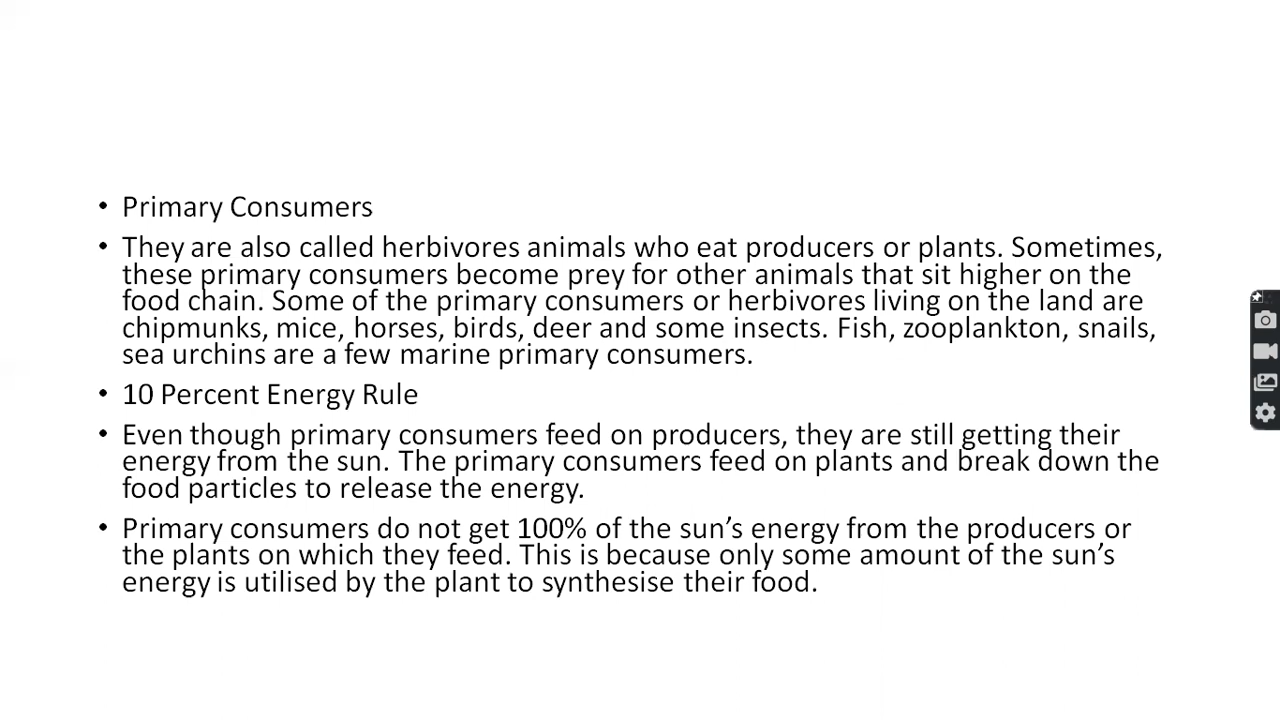 • Primary Consumers
• They are also called herbivores animals who eat producers or plants. Sometimes,
these primary consumers become prey for other animals that sit higher on the
food chain. Some of the primary consumers or herbivores living on the land are
chipmunks, mice, horses, birds, deer and some insects. Fish, zooplankton, snails,
sea urchins are a few marine primary consumers.
• 10 Percent Energy Rule
• Even though primary consumers feed on producers, they are still getting their
energy from the sun. The primary consumers feed on plants and break down the
food particles to release the energy.
• Primary consumers do not get 100% of the sun’s energy from the producers or
the plants on which they feed. This is because only some amount of the sun’s
energy is utilised by the plant to synthesise their food.